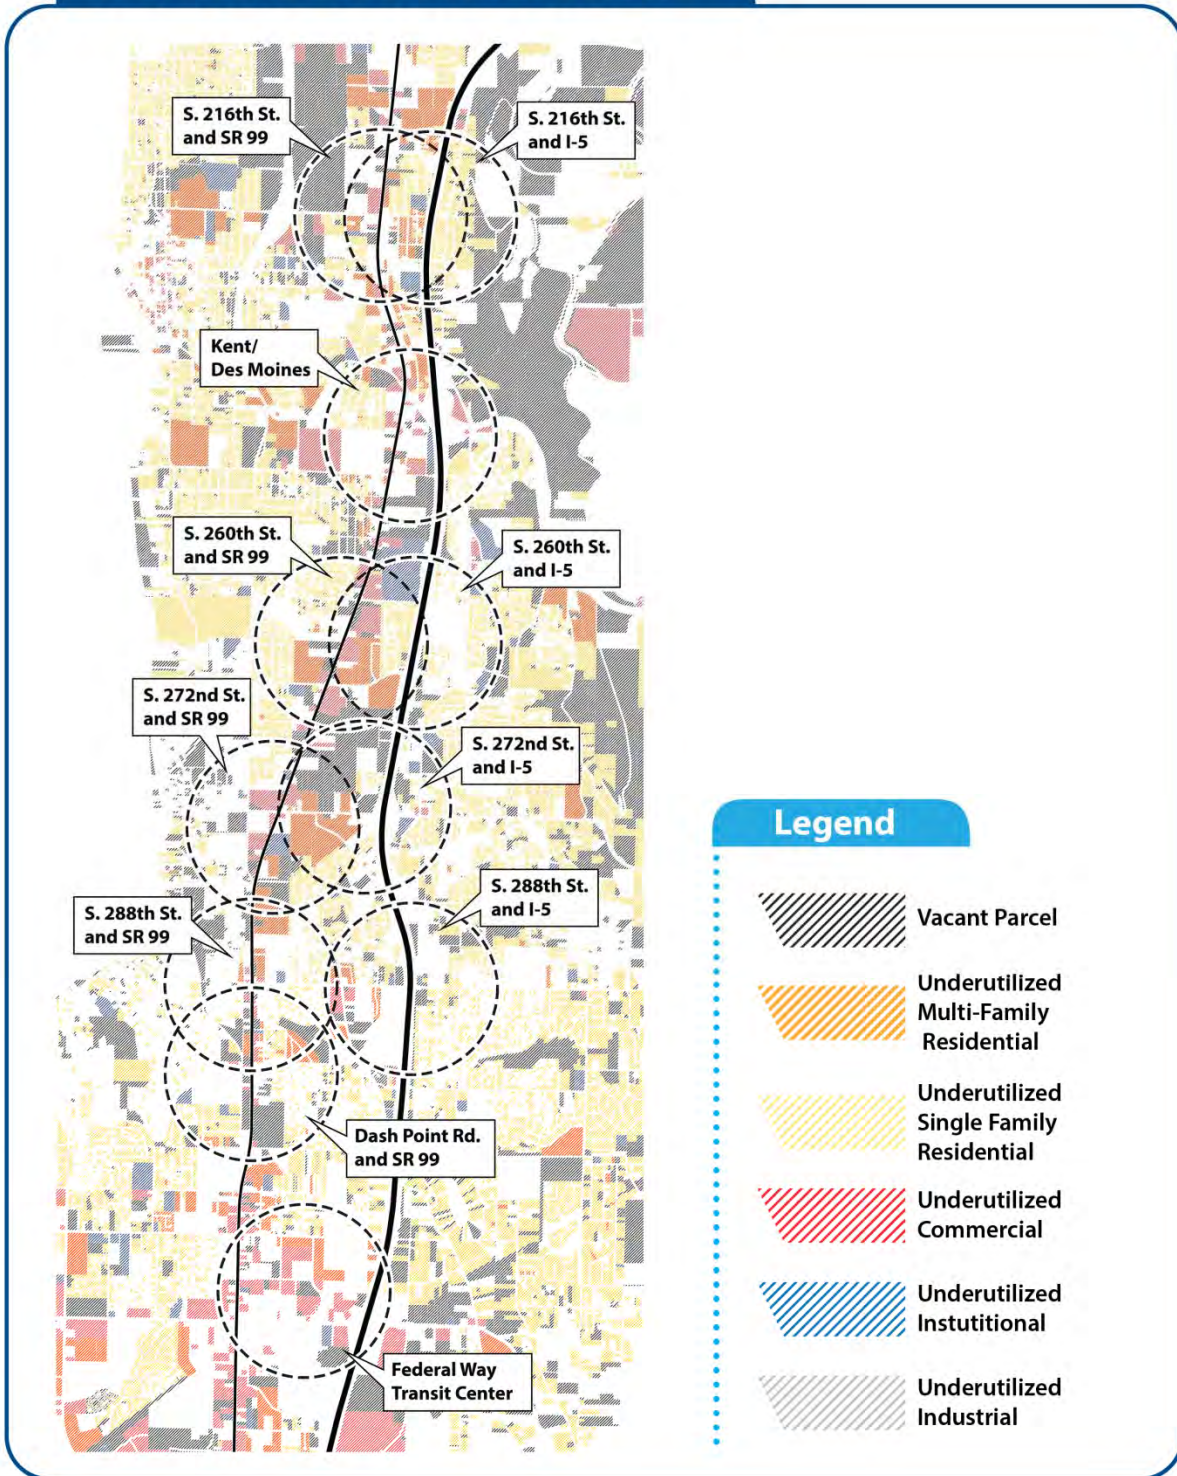 S. 216th St.
and SR 99
S. 216th St.
and I-5
Kent/
Des Moines
S. 260th St.
and SR 99
S. 260th St.
and I-5
S. 272nd St.
and SR 99
S. 272nd St.
and I-5
S. 288th St.
and SR 99
S. 288th St.
and I-5
Dash Point Rd.
and SR 99
Federal Way
Transit Center
Legend
Vacant Parcel
Underutilized
Multi-Family
Residential
Underutilized
Single Family
Residential
Underutilized
Commercial
Underutilized
Instutitional
Underutilized
Industrial